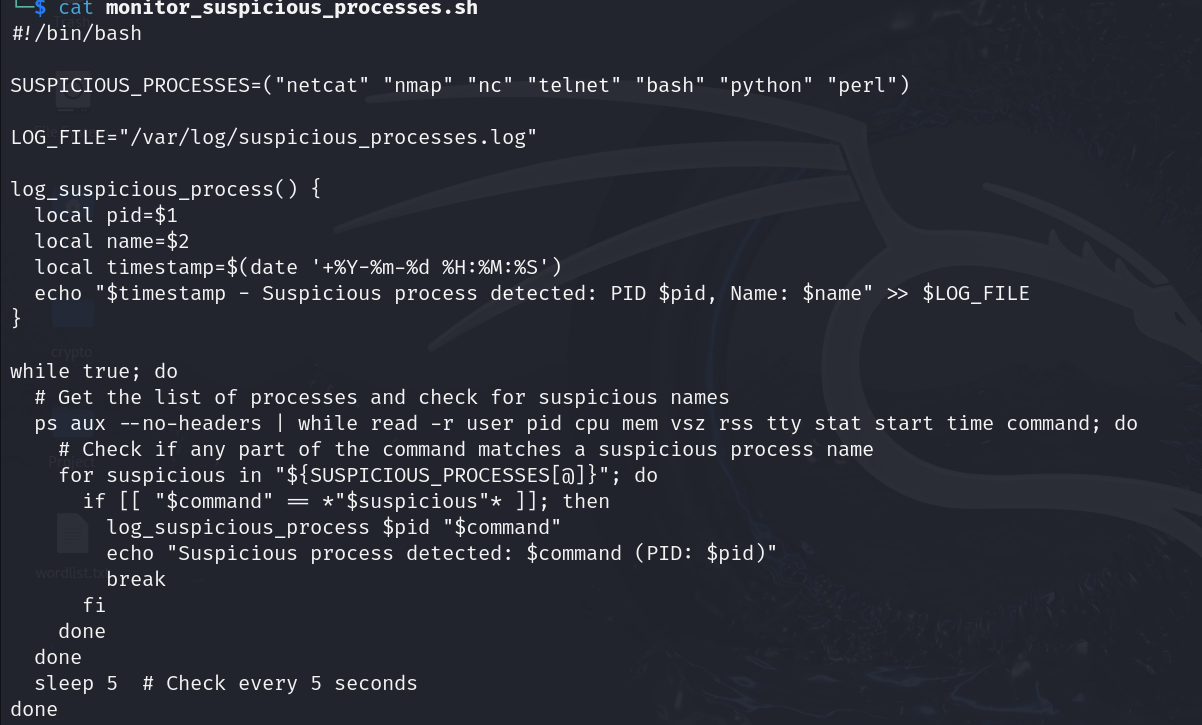 └─$ cat monitor_suspicious_processes.sh
#!/bin/bash

SUSPICIOUS_PROCESSES=("netcat" "nmap" "nc" "telnet" "bash" "python" "perl")

LOG_FILE="/var/log/suspicious_processes.log"

log_suspicious_process() {
  local pid=$1
  local name=$2
  local timestamp=$(date '+%Y-%m-%d %H:%M:%S')
  echo "$timestamp - Suspicious process detected: PID $pid, Name: $name" >> $LOG_FILE
}

while true; do
  # Get the list of processes and check for suspicious names
  ps aux --no-headers | while read -r user pid cpu mem vsz rss tty stat start time command; do
    # Check if any part of the command matches a suspicious process name
    for suspicious in "${SUSPICIOUS_PROCESSES[@]}"; do
      if [[ "$command" == *"$suspicious"* ]]; then
        log_suspicious_process $pid "$command"
        echo "Suspicious process detected: $command (PID: $pid)"
        break
      fi
    done
  done
  sleep 5  # Check every 5 seconds
done
crypto